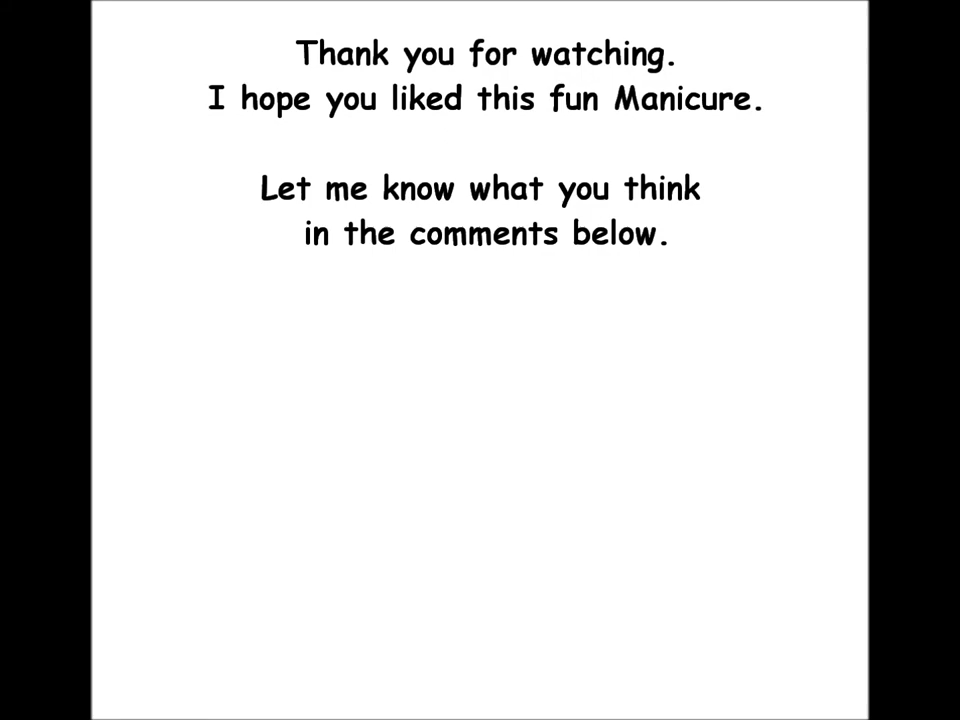 Thank you for watching.
I hope you liked this fun Manicure.
Let me know what you think
in the comments below.